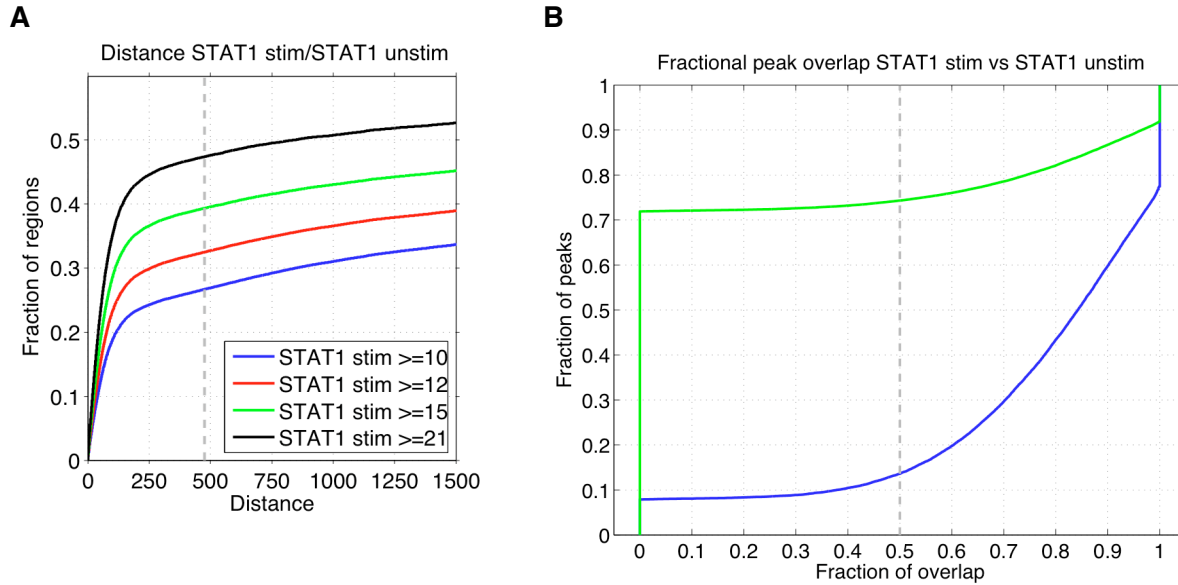 A
Distance STAT1 stim/STAT1 unstim
Fraction of regions
0.5
0.4
0.3
0.2
0.1
0
STAT1 stim >=10
STAT1 stim >=12
STAT1 stim >=15
STAT1 stim >=21
0 250 500 750 1000 1250 1500
Distance
B
Fractional peak overlap STAT1 stim vs STAT1 unstim
Fraction of peaks
1
0.9
0.8
0.7
0.6
0.5
0.4
0.3
0.2
0.1
0
0 0.1 0.2 0.3 0.4 0.5 0.6 0.7 0.8 0.9 1
Fraction of overlap